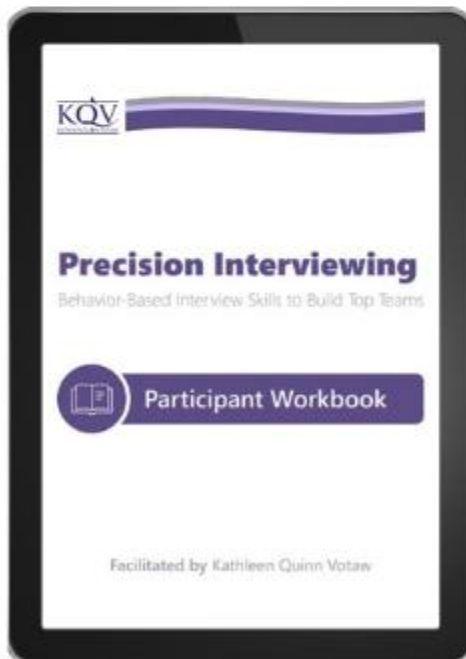 KQV
Precision Interviewing
Behavior-Based Interview Skills to Build Top Teams
Participant Workbook
Facilitated by Kathleen Quinn Votaw